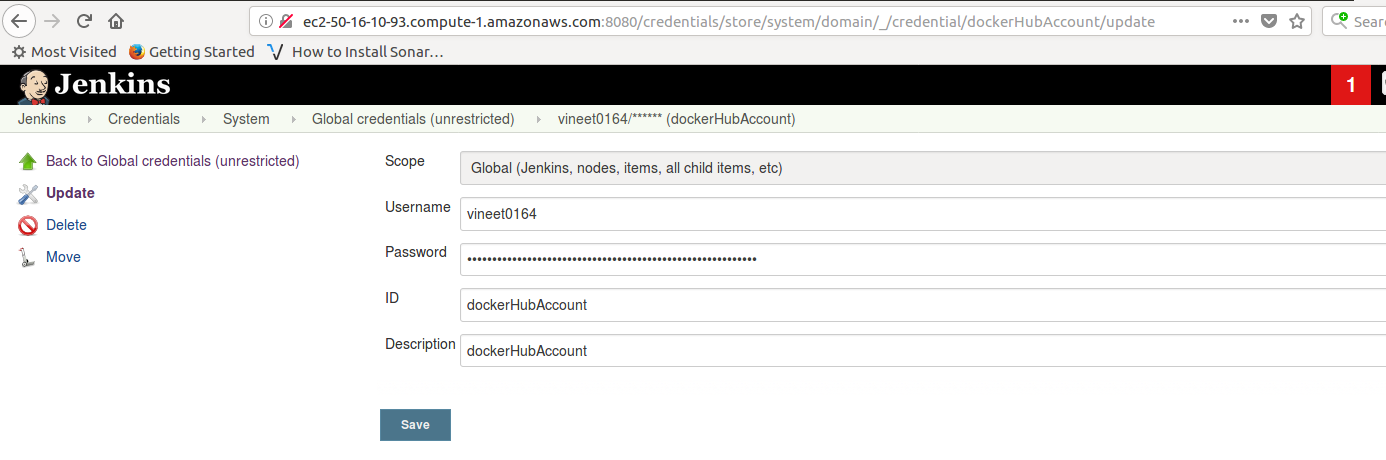 ec2-50-16-10-93.compute-1.amazonaws.com:8080/credentials/store/system/domain/_/credential/dockerHubAccount/update
Sear
Most Visited Getting Started How to Install Sonar…
Jenkins 1
Jenkins Credentials System Global credentials (unrestricted) vineet0164/****** (dockerHubAccount)
Back to Global credentials (unrestricted)
Update
Delete
Move
Scope Global (Jenkins, nodes, items, all child items, etc)
Username vineet0164
Password ••••••••••••••••••••••••••••••••••••••••••••••••••••••••••
ID dockerHubAccount
Description dockerHubAccount
Save